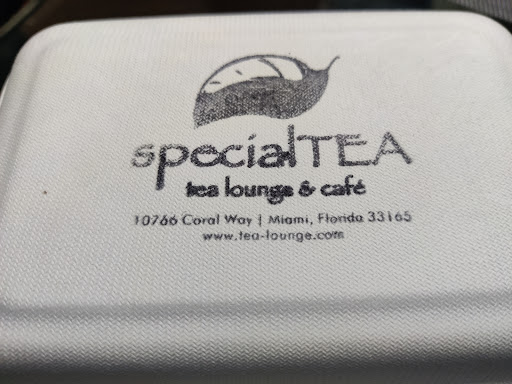 specialTEA
tea lounge & café
10766 Coral Way | Miami, Florida 33165
www.tea-lounge.com